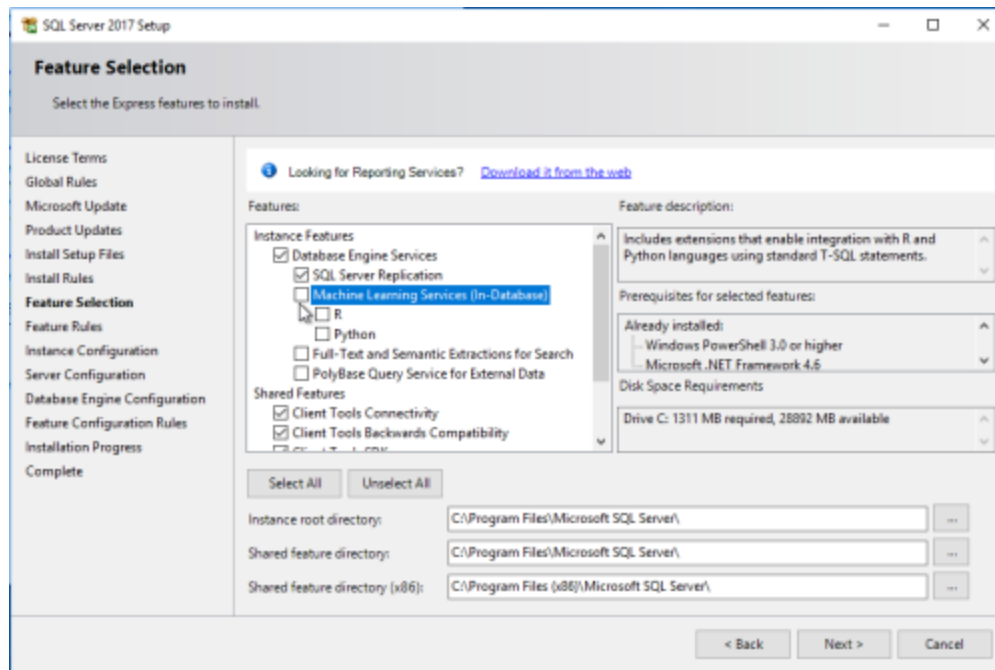 SQL Server 2017 Setup
Feature Selection
Select the Express features to install.
License Terms
Global Rules
Microsoft Update
Product Updates
Install Setup Files
Install Rules
Feature Selection
Feature Rules
Instance Configuration
Server Configuration
Database Engine Configuration
Feature Configuration Rules
Installation Progress
Complete
Looking for Reporting Services? Download it from the web
Features:
Instance Features
Database Engine Services
SQL Server Replication
Machine Learning Services (In-Database)
R
Python
Full-Text and Semantic Extractions for Search
PolyBase Query Service for External Data
Shared Features
Client Tools Connectivity
Client Tools Backwards Compatibility
Client Tools SDK
Feature description:
Includes extensions that enable integration with R and
Python languages using standard T-SQL statements.
Prerequisites for selected features:
Already installed:
Windows PowerShell 3.0 or higher
Microsoft .NET Framework 4.6
Disk Space Requirements
Drive C: 1311 MB required, 28892 MB available
Select All
Unselect All
Instance root directory:
C:\Program Files\Microsoft SQL Server\
...
Shared feature directory:
C:\Program Files\Microsoft SQL Server\
...
Shared feature directory (x86):
C:\Program Files (x86)\Microsoft SQL Server\
...
< Back
Next >
Cancel